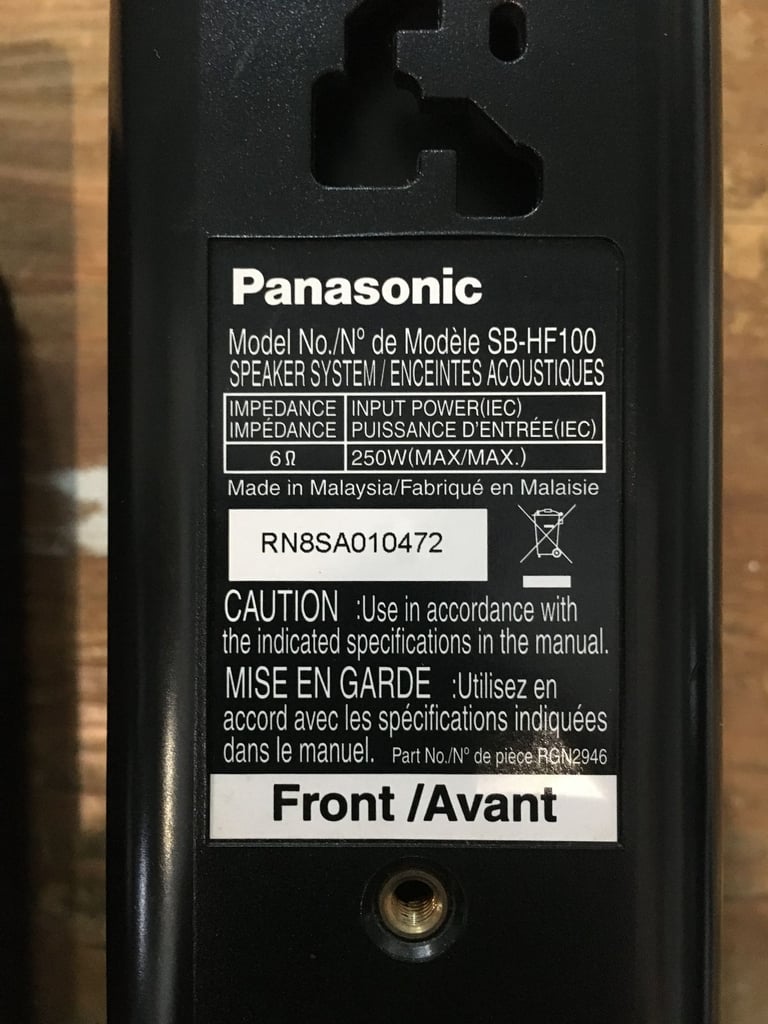 Panasonic
Model No./Nº de Modèle SB-HF100
SPEAKER SYSTEM / ENCEINTES ACOUSTIQUES
IMPEDANCE INPUT POWER(IEC)
IMPÉDANCE PUISSANCE D'ENTRÉE(IEC)
6Ω 250W(MAX/MAX.)
Made in Malaysia/Fabriqué en Malaisie
RN8SA010472
CAUTION :Use in accordance with
the indicated specifications in the manual.
MISE EN GARDE :Utilisez en
accord avec les spécifications indiquées
dans le manuel. Part No./Nº de pièce RGN2946
Front /Avant